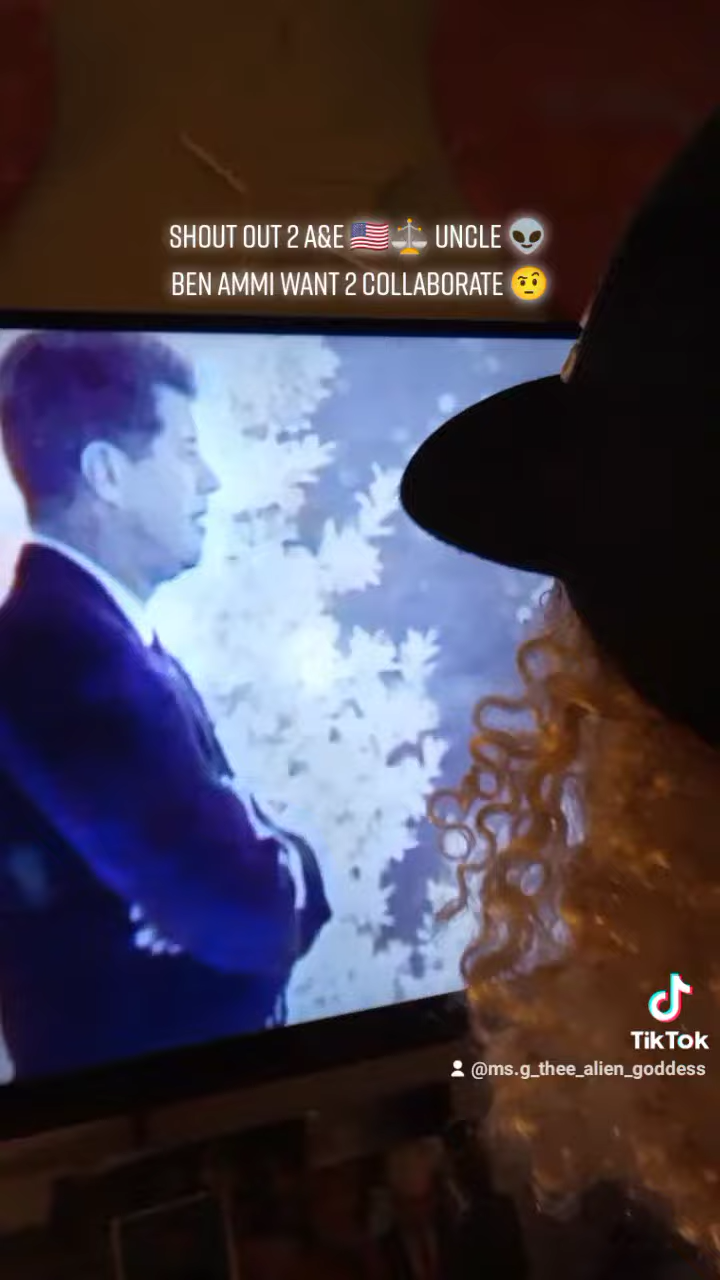 SHOUT OUT 2 A&E 🇺🇸⚖️ UNCLE 👽
BEN AMMI WANT 2 COLLABORATE 🤨
TikTok
@ms.g_thee_alien_goddess